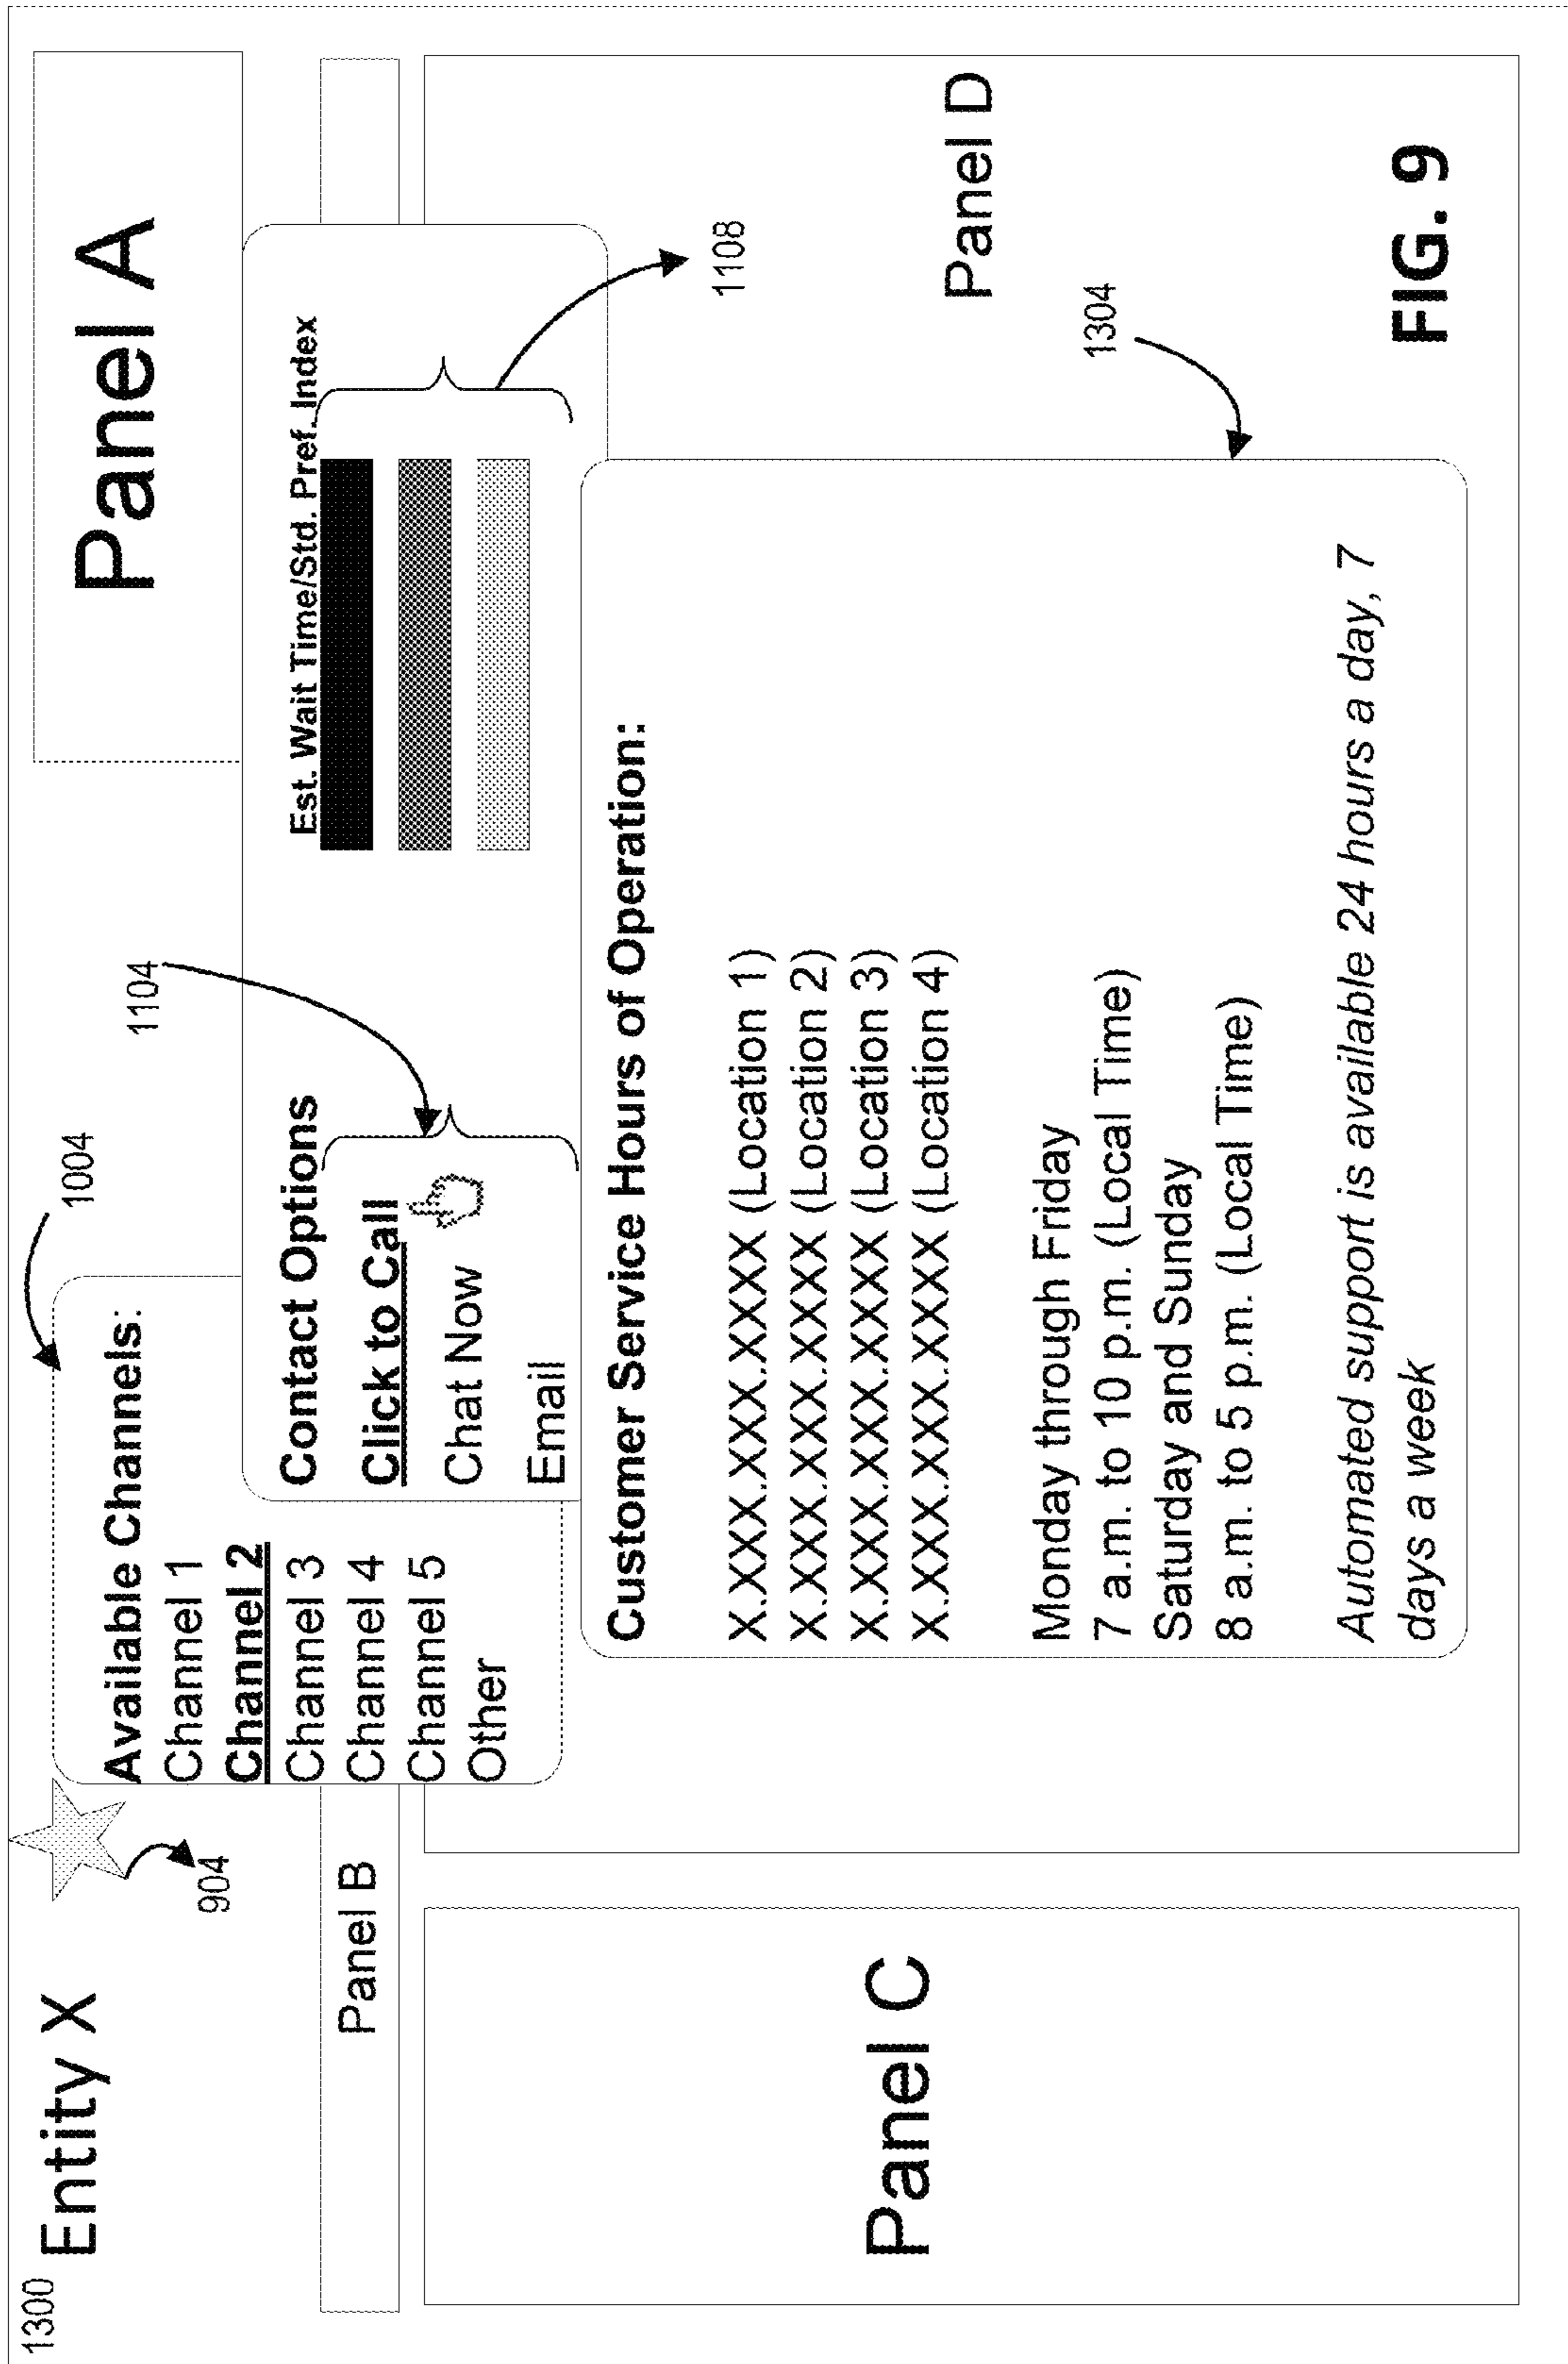 1300
Entity X
904
1004
Panel A
Available Channels:
Channel 1
Channel 2
Channel 3
Channel 4
Channel 5
Other
1104
Contact Options
Click to Call
Chat Now
Email
Est. Wait Time/Std. Pref. Index
1108
Panel B
Customer Service Hours of Operation:
X.XXX.XXX.XXXX (Location 1)
X.XXX.XXX.XXXX (Location 2)
X.XXX.XXX.XXXX (Location 3)
X.XXX.XXX.XXXX (Location 4)
Monday through Friday
7 a.m. to 10 p.m. (Local Time)
Saturday and Sunday
8 a.m. to 5 p.m. (Local Time)
Automated support is available 24 hours a day, 7
days a week
1304
Panel C
Panel D
FIG. 9